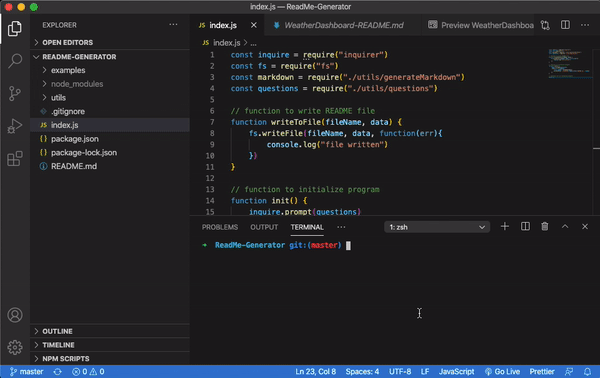 index.js — ReadMe-Generator
EXPLORER
OPEN EDITORS
README-GENERATOR
examples
node_modules
utils
.gitignore
JS index.js
{} package.json
{} package-lock.json
README.md
OUTLINE
TIMELINE
NPM SCRIPTS
JS index.js
WeatherDashboard-README.md
Preview WeatherDashboa
JS index.js > ...
1 const inquire = require("inquirer")
2 const fs = require("fs")
3 const markdown = require("./utils/generateMarkdown")
4 const questions = require("./utils/questions")
5
6 // function to write README file
7 function writeToFile(fileName, data) {
8 fs.writeFile(fileName, data, function(err){
9 console.log("file written")
10 })
11 }
12
13 // function to initialize program
14 function init() {
15 inquire.prompt(questions)
PROBLEMS OUTPUT TERMINAL ···
1: zsh
➜ ReadMe-Generator git:(master)
master
0 0
Ln 23, Col 8
Spaces: 4
UTF-8
LF
JavaScript
Go Live
Prettier